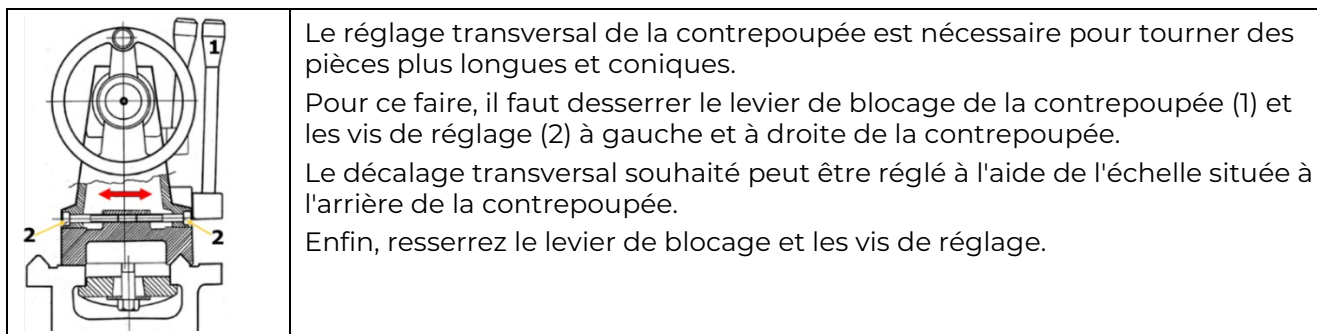 1
2
2
Le réglage transversal de la contrepoupée est nécessaire pour tourner des
pièces plus longues et coniques.
Pour ce faire, il faut desserrer le levier de blocage de la contrepoupée (1) et
les vis de réglage (2) à gauche et à droite de la contrepoupée.
Le décalage transversal souhaité peut être réglé à l'aide de l'échelle située à
l'arrière de la contrepoupée.
Enfin, resserrez le levier de blocage et les vis de réglage.